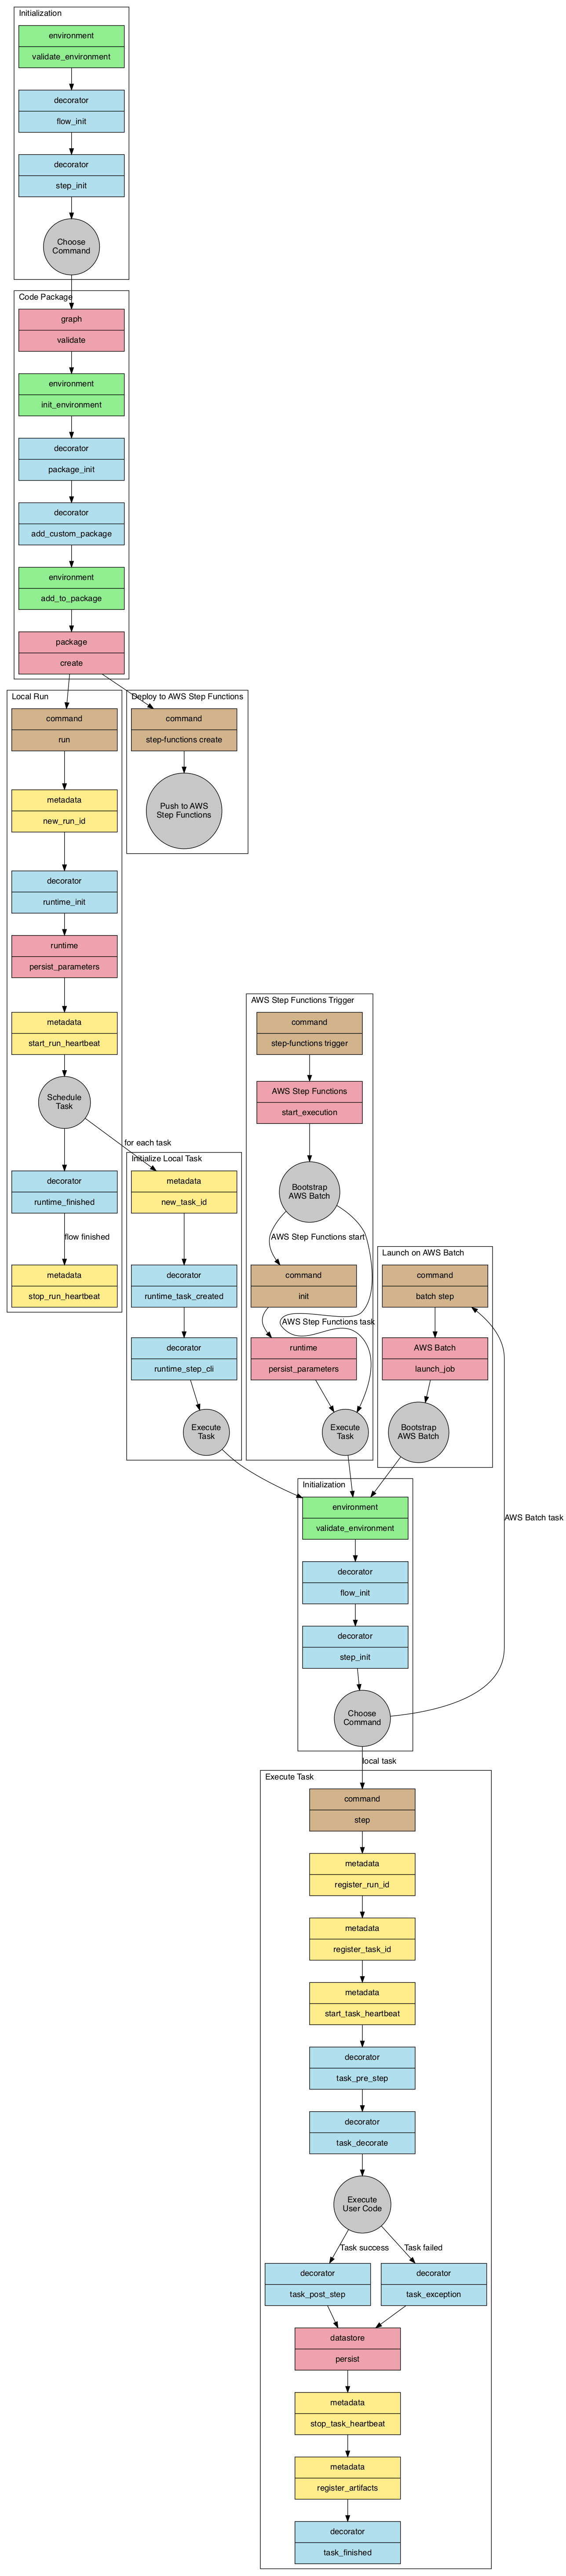 Initialization
environment
validate_environment
decorator
flow_init
decorator
step_init
Choose
Command
Code Package
graph
validate
environment
init_environment
decorator
package_init
decorator
add_custom_package
environment
add_to_package
package
create
Local Run
command
run
metadata
new_run_id
decorator
runtime_init
runtime
persist_parameters
metadata
start_run_heartbeat
Schedule
Task
decorator
runtime_finished
flow finished
metadata
stop_run_heartbeat
Deploy to AWS Step Functions
command
step-functions create
Push to AWS
Step Functions
for each task
Initialize Local Task
metadata
new_task_id
decorator
runtime_task_created
decorator
runtime_step_cli
Execute
Task
AWS Step Functions Trigger
command
step-functions trigger
AWS Step Functions
start_execution
Bootstrap
AWS Batch
AWS Step Functions start
command
init
AWS Step Functions task
runtime
persist_parameters
Execute
Task
Launch on AWS Batch
command
batch step
AWS Batch
launch_job
Bootstrap
AWS Batch
Initialization
environment
validate_environment
decorator
flow_init
decorator
step_init
Choose
Command
AWS Batch task
local task
Execute Task
command
step
metadata
register_run_id
metadata
register_task_id
metadata
start_task_heartbeat
decorator
task_pre_step
decorator
task_decorate
Execute
User Code
Task success
Task failed
decorator
task_post_step
decorator
task_exception
datastore
persist
metadata
stop_task_heartbeat
metadata
register_artifacts
decorator
task_finished